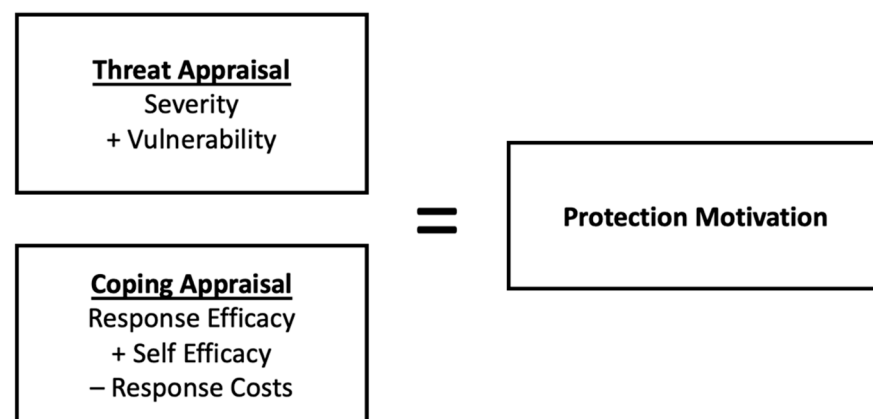 Threat Appraisal
Severity
+ Vulnerability
=
Protection Motivation
Coping Appraisal
Response Efficacy
+ Self Efficacy
– Response Costs